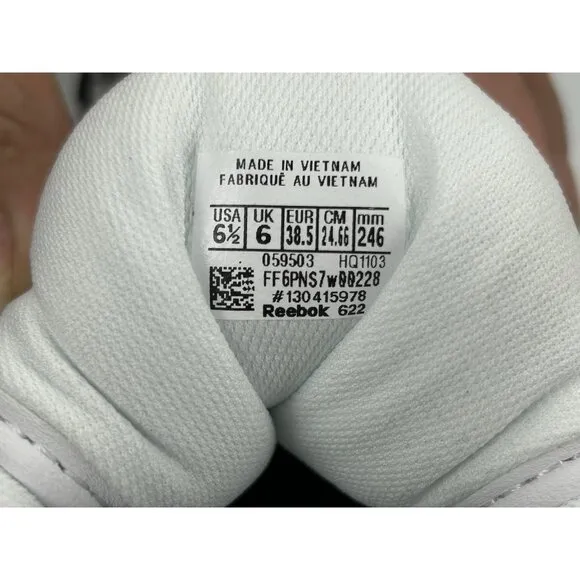 MADE IN VIETNAM
FABRIQUÊ AU VIETNAM
USA UK EUR CM mm
6½ 6 38.5 24.66 246
059503 HQ1103
FF6PNS7w00228
#130415978
Reebok 622